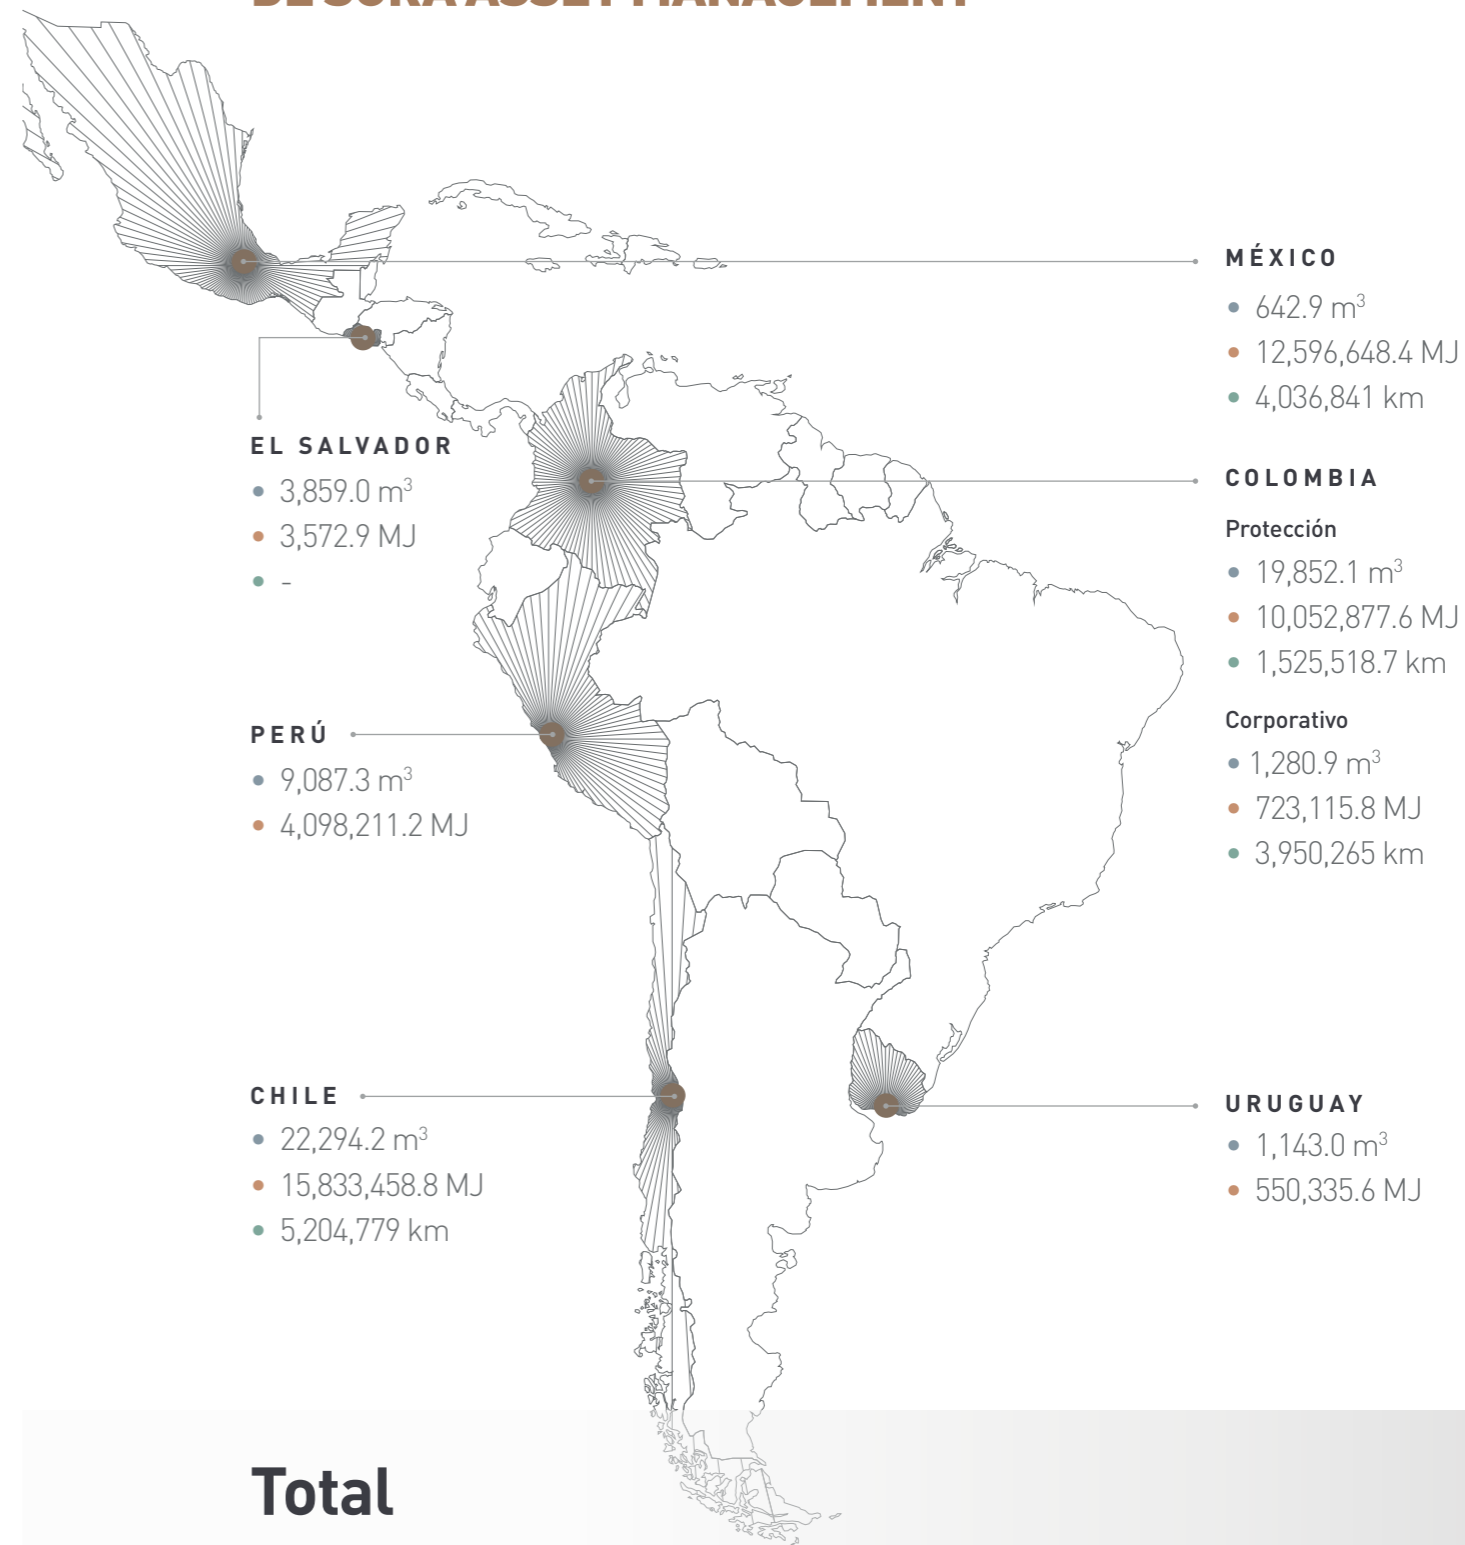 DE SURA ASSET MANAGEMENT
MÉXICO
• 642.9 m³
• 12,596,648.4 MJ
• 4,036,841 km
EL SALVADOR
• 3,859.0 m³
• 3,572.9 MJ
• -
COLOMBIA
Protección
• 19,852.1 m³
• 10,052,877.6 MJ
• 1,525,518.7 km
Corporativo
• 1,280.9 m³
• 723,115.8 MJ
• 3,950,265 km
PERÚ
• 9,087.3 m³
• 4,098,211.2 MJ
CHILE
• 22,294.2 m³
• 15,833,458.8 MJ
• 5,204,779 km
URUGUAY
• 1,143.0 m³
• 550,335.6 MJ
Total